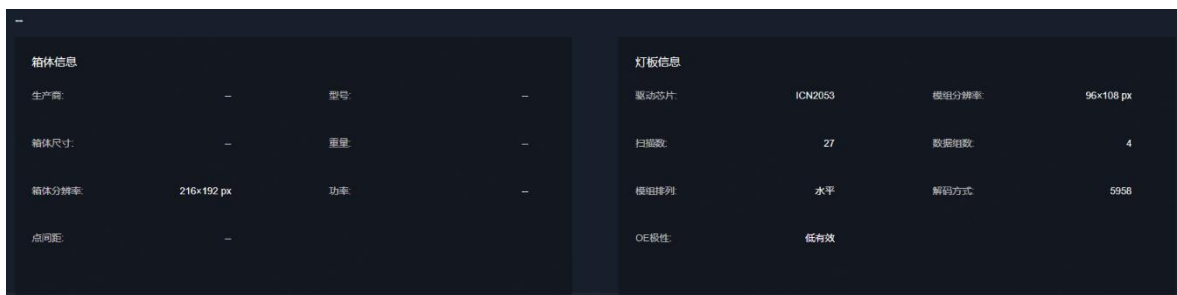 --
箱体信息
生产商: --
型号: --
箱体尺寸: --
重量: --
箱体分辨率: 216×192 px
功率: --
点间距: --
灯板信息
驱动芯片: ICN2053
模组分辨率: 96×108 px
扫描数: 27
数据组数: 4
模组排列: 水平
解码方式: 5958
OE极性: 低有效